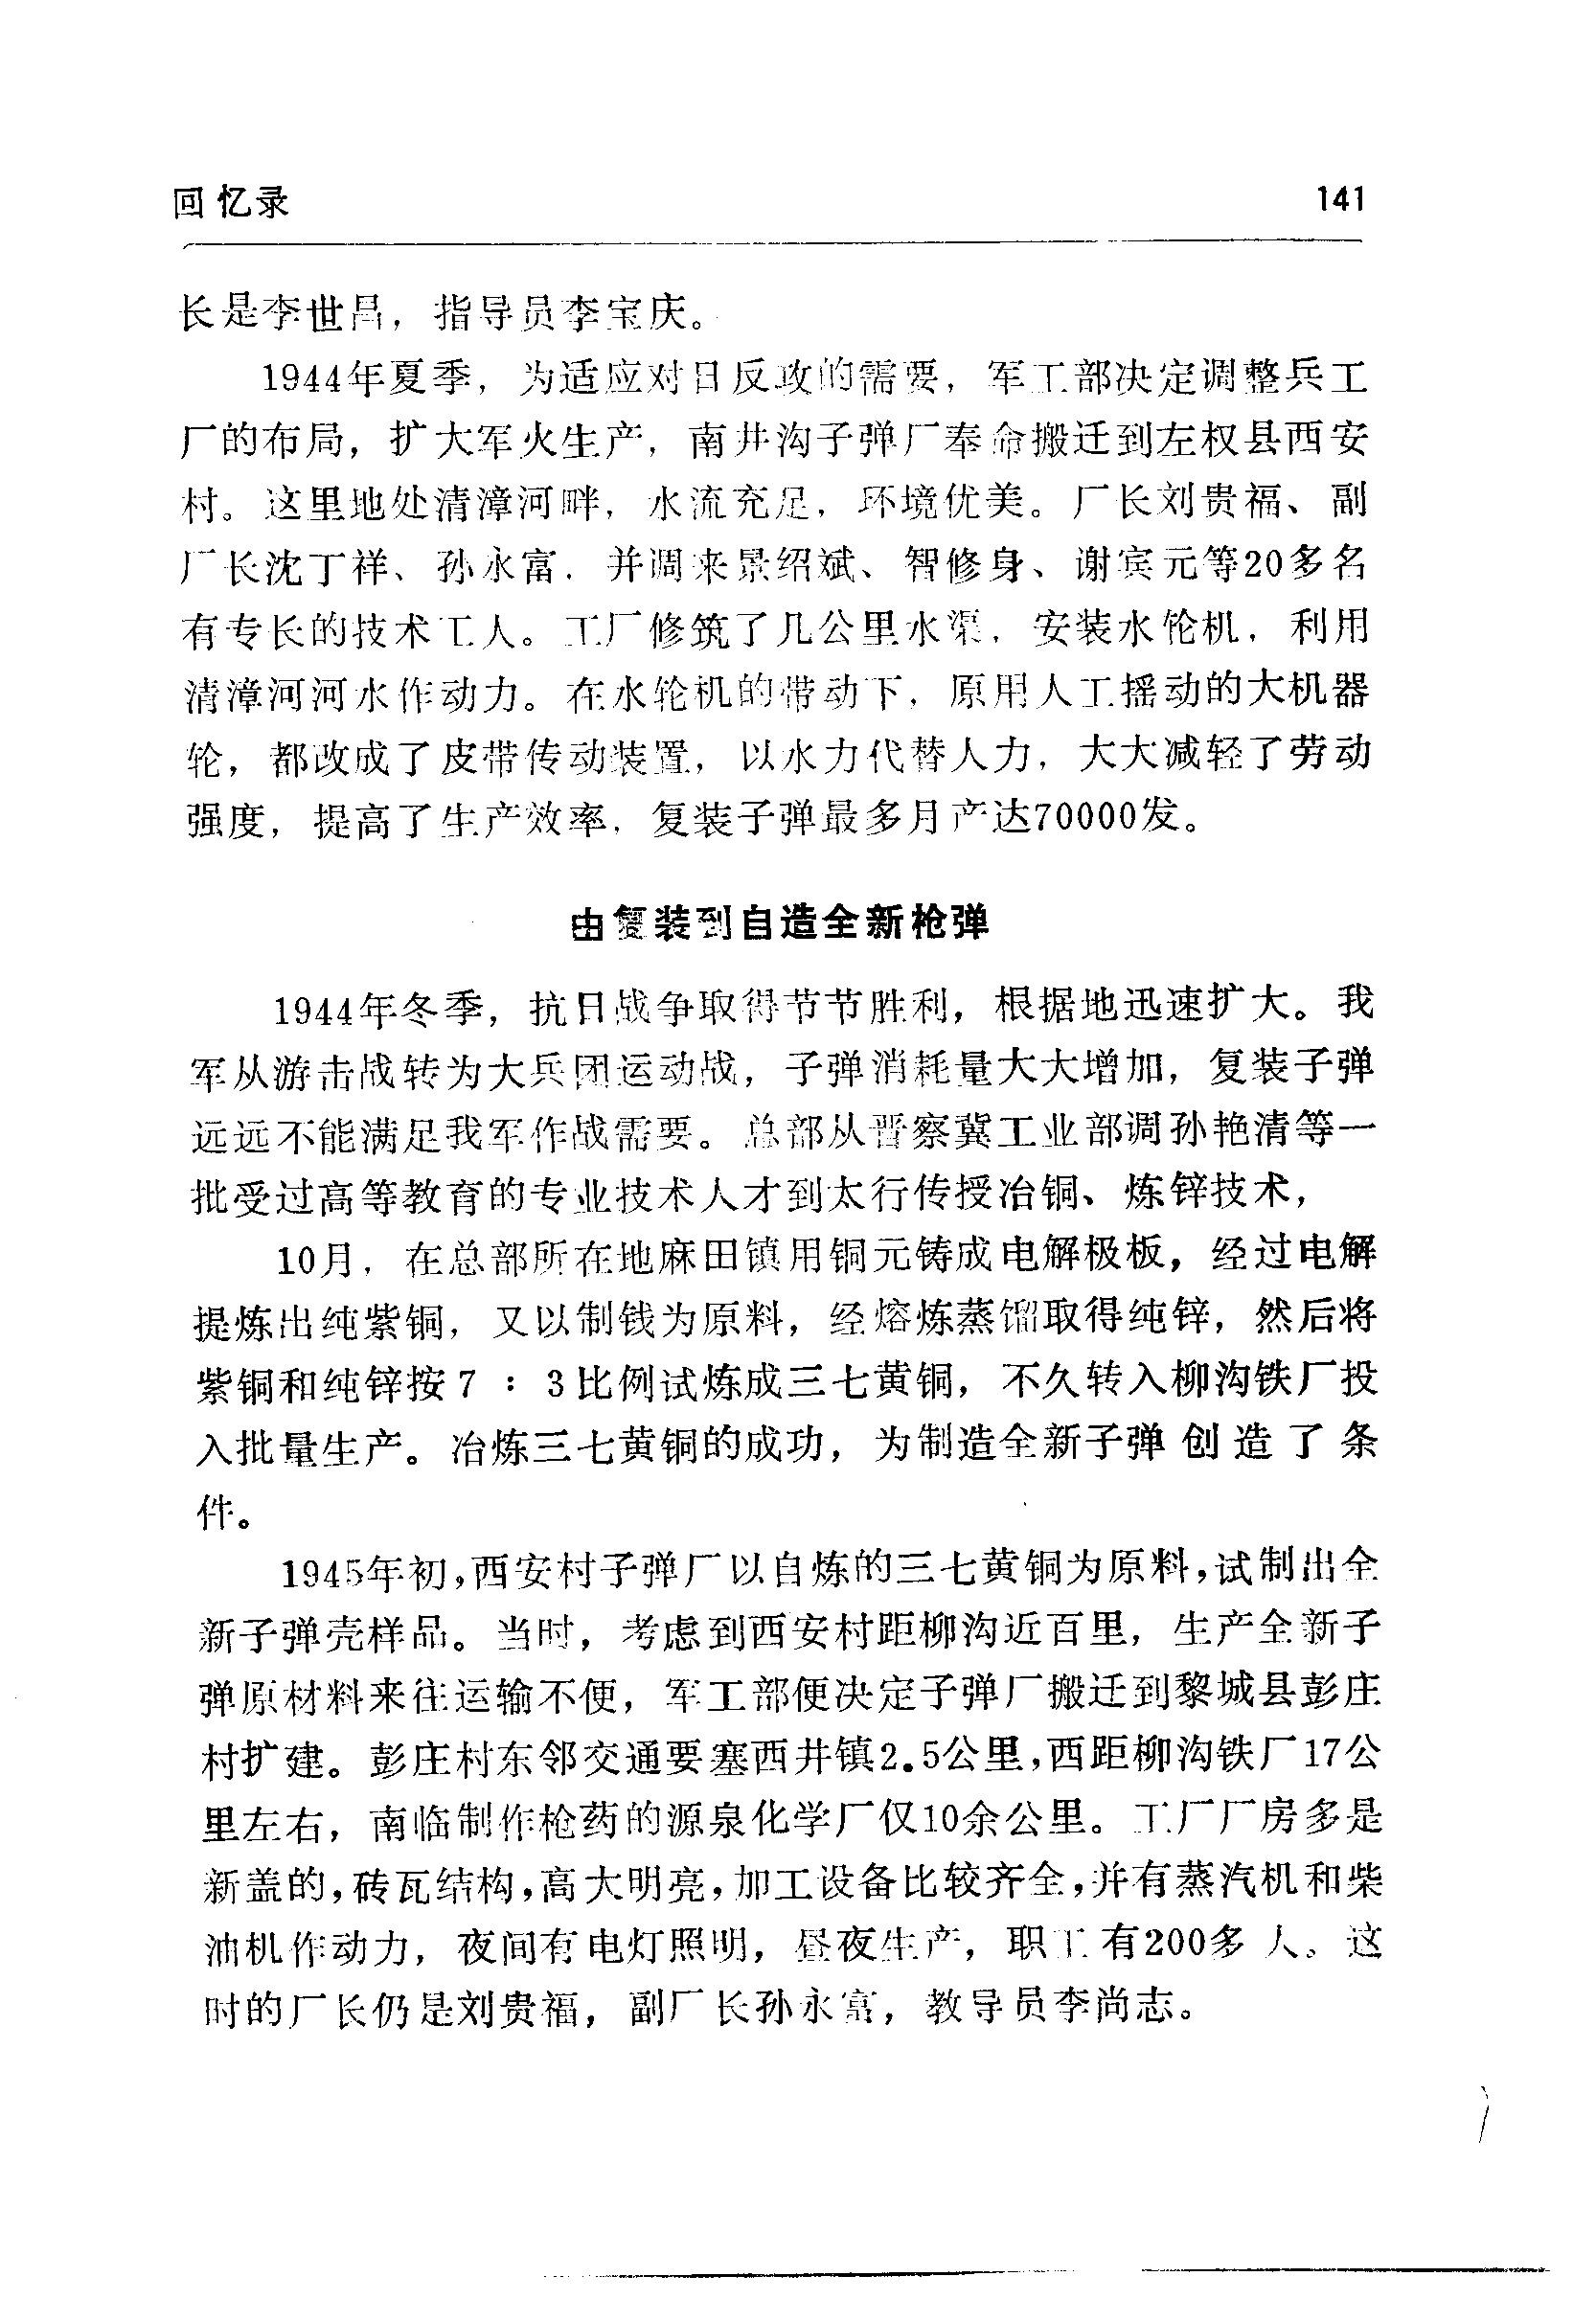 回忆录 141
长是李世昌，指导员李宝庆。
1944年夏季，为适应对日反攻的需要，军工部决定调整兵工
厂的布局，扩大军火生产，南井沟子弹厂奉命搬迁到左权县西安
村。这里地处清漳河畔，水流充足，环境优美。厂长刘贵福、副
厂长沈丁祥、孙永富，并调来景绍斌、智修身、谢宾元等20多名
有专长的技术工人。工厂修筑了几公里水渠，安装水轮机，利用
清漳河河水作动力。在水轮机的带动下，原用人工摇动的大机器
轮，都改成了皮带传动装置，以水力代替人力，大大减轻了劳动
强度，提高了生产效率，复装子弹最多月产达70000发。
由复装到自造全新枪弹
1944年冬季，抗日战争取得节节胜利，根据地迅速扩大。我
军从游击战转为大兵团运动战，子弹消耗量大大增加，复装子弹
远远不能满足我军作战需要。总部从晋察冀工业部调孙艳清等一
批受过高等教育的专业技术人才到太行传授冶铜、炼锌技术，
10月，在总部所在地麻田镇用铜元铸成电解极板，经过电解
提炼出纯紫铜，又以制钱为原料，经熔炼蒸馏取得纯锌，然后将
紫铜和纯锌按7：3比例试炼成三七黄铜，不久转入柳沟铁厂投
入批量生产。冶炼三七黄铜的成功，为制造全新子弹创造了条
件。
1945年初，西安村子弹厂以自炼的三七黄铜为原料，试制出全
新子弹壳样品。当时，考虑到西安村距柳沟近百里，生产全新子
弹原材料来往运输不便，军工部便决定子弹厂搬迁到黎城县彭庄
村扩建。彭庄村东邻交通要塞西井镇2.5公里，西距柳沟铁厂17公
里左右，南临制作枪药的源泉化学厂仅10余公里。工厂厂房多是
新盖的，砖瓦结构，高大明亮，加工设备比较齐全，并有蒸汽机和柴
油机作动力，夜间有电灯照明，昼夜生产，职工有200多人。这
时的厂长仍是刘贵福，副厂长孙永富，教导员李尚志。